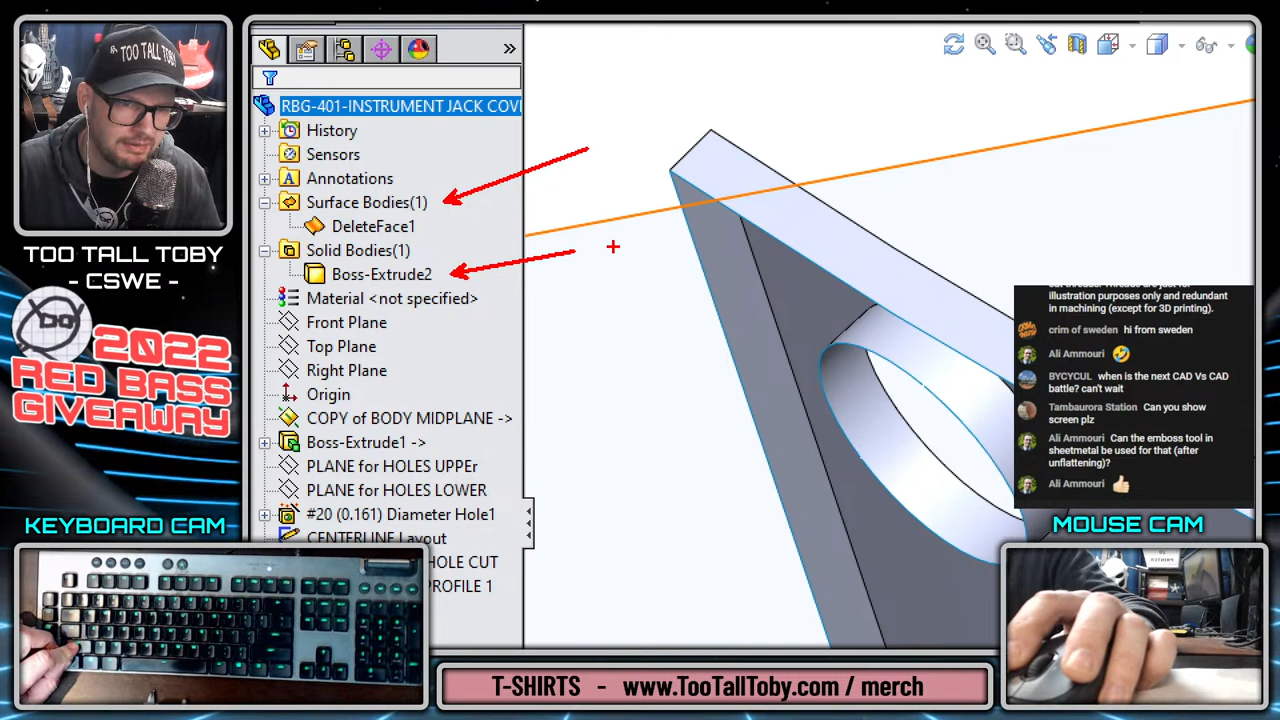 TOO TALL TOBY
TOO TALL TOBY
- CSWE -
2022
RED BASS
GIVEAWAY
KEYBOARD CAM
RBG-401-INSTRUMENT JACK COVE
History
Sensors
Annotations
Surface Bodies(1)
DeleteFace1
Solid Bodies(1)
Boss-Extrude2
Material <not specified>
Front Plane
Top Plane
Right Plane
Origin
COPY of BODY MIDPLANE ->
Boss-Extrude1 ->
PLANE for HOLES UPPEr
PLANE for HOLES LOWER
#20 (0.161) Diameter Hole1
CENTERLINE Layout
HOLE CUT
PROFILE 1
illustration purposes only and redundant
in machining (except for 3D printing).
crim of sweden hi from sweden
Ali Ammouri 🤣
BYCYCUL when is the next CAD Vs CAD
battle? can't wait
Tambaurora Station Can you show
screen plz
Ali Ammouri Can the emboss tool in
sheetmetal be used for that (after
unflattening)?
Ali Ammouri 👍🏻
MOUSE CAM
T-SHIRTS - www.TooTallToby.com / merch